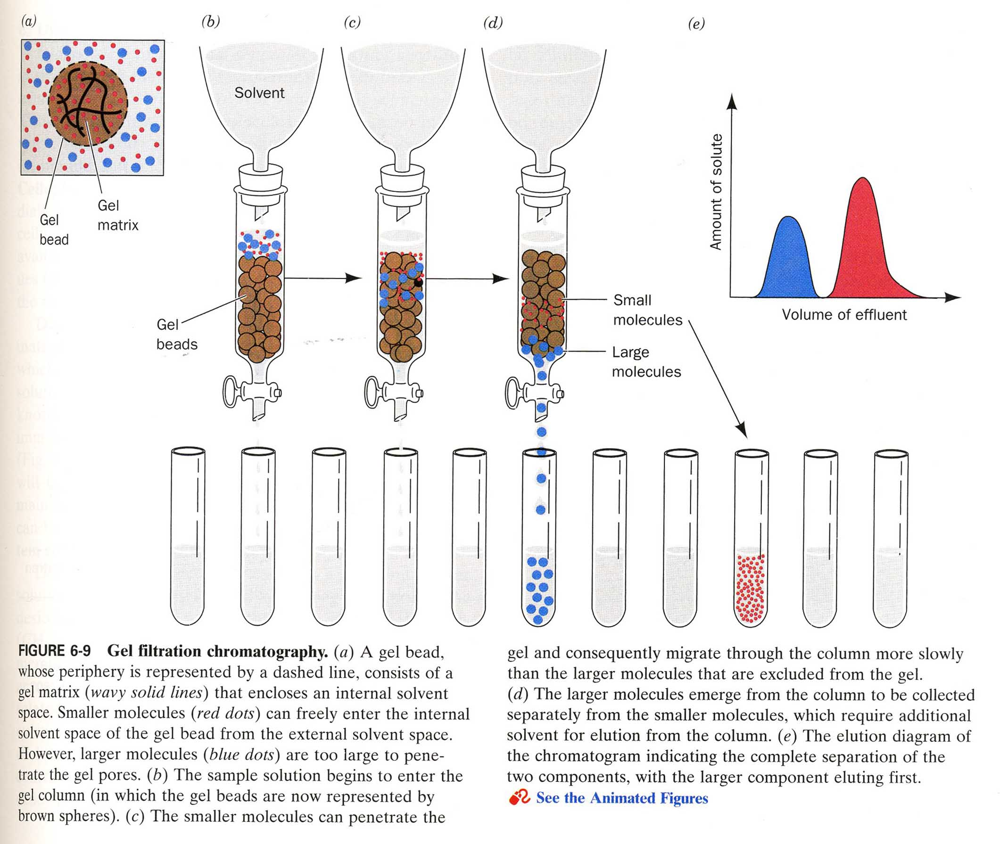 (a)
(b)
(c)
(d)
(e)
Solvent
Gel
bead
Gel
matrix
Gel
beads
Small
molecules
Large
molecules
Amount of solute
Volume of effluent
FIGURE 6-9 Gel filtration chromatography. (a) A gel bead,
whose periphery is represented by a dashed line, consists of a
gel matrix (wavy solid lines) that encloses an internal solvent
space. Smaller molecules (red dots) can freely enter the internal
solvent space of the gel bead from the external solvent space.
However, larger molecules (blue dots) are too large to pene-
trate the gel pores. (b) The sample solution begins to enter the
gel column (in which the gel beads are now represented by
brown spheres). (c) The smaller molecules can penetrate the
gel and consequently migrate through the column more slowly
than the larger molecules that are excluded from the gel.
(d) The larger molecules emerge from the column to be collected
separately from the smaller molecules, which require additional
solvent for elution from the column. (e) The elution diagram of
the chromatogram indicating the complete separation of the
two components, with the larger component eluting first.
See the Animated Figures